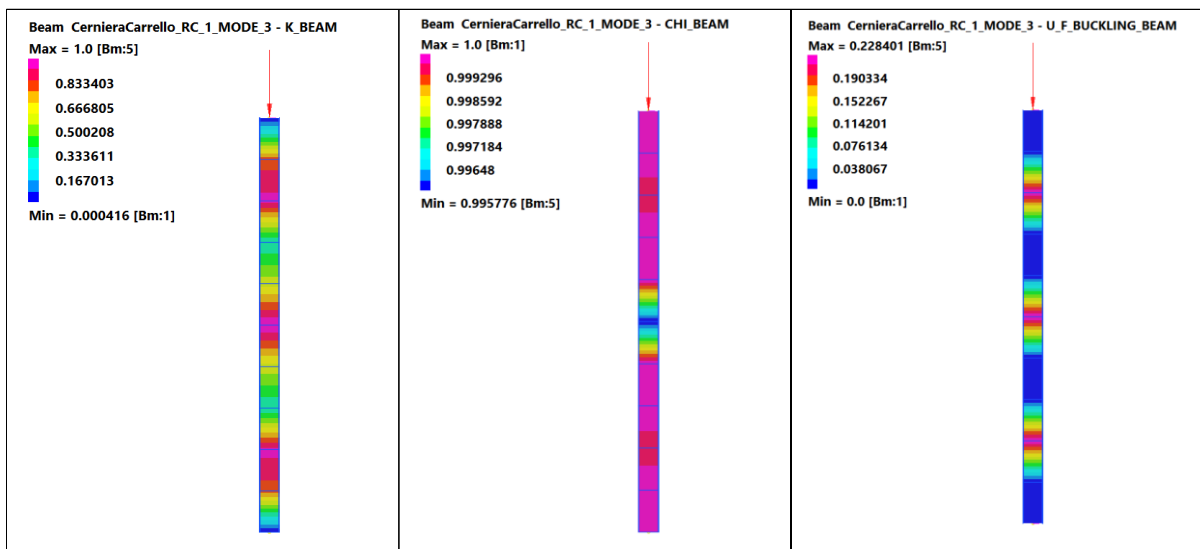 Beam CernieraCarrello_RC_1_MODE_3 - K_BEAM
Max = 1.0 [Bm:5]
0.833403
0.666805
0.500208
0.333611
0.167013
Min = 0.000416 [Bm:1]
Beam CernieraCarrello_RC_1_MODE_3 - CHI_BEAM
Max = 1.0 [Bm:1]
0.999296
0.998592
0.997888
0.997184
0.99648
Min = 0.995776 [Bm:5]
Beam CernieraCarrello_RC_1_MODE_3 - U_F_BUCKLING_BEAM
Max = 0.228401 [Bm:5]
0.190334
0.152267
0.114201
0.076134
0.038067
Min = 0.0 [Bm:1]